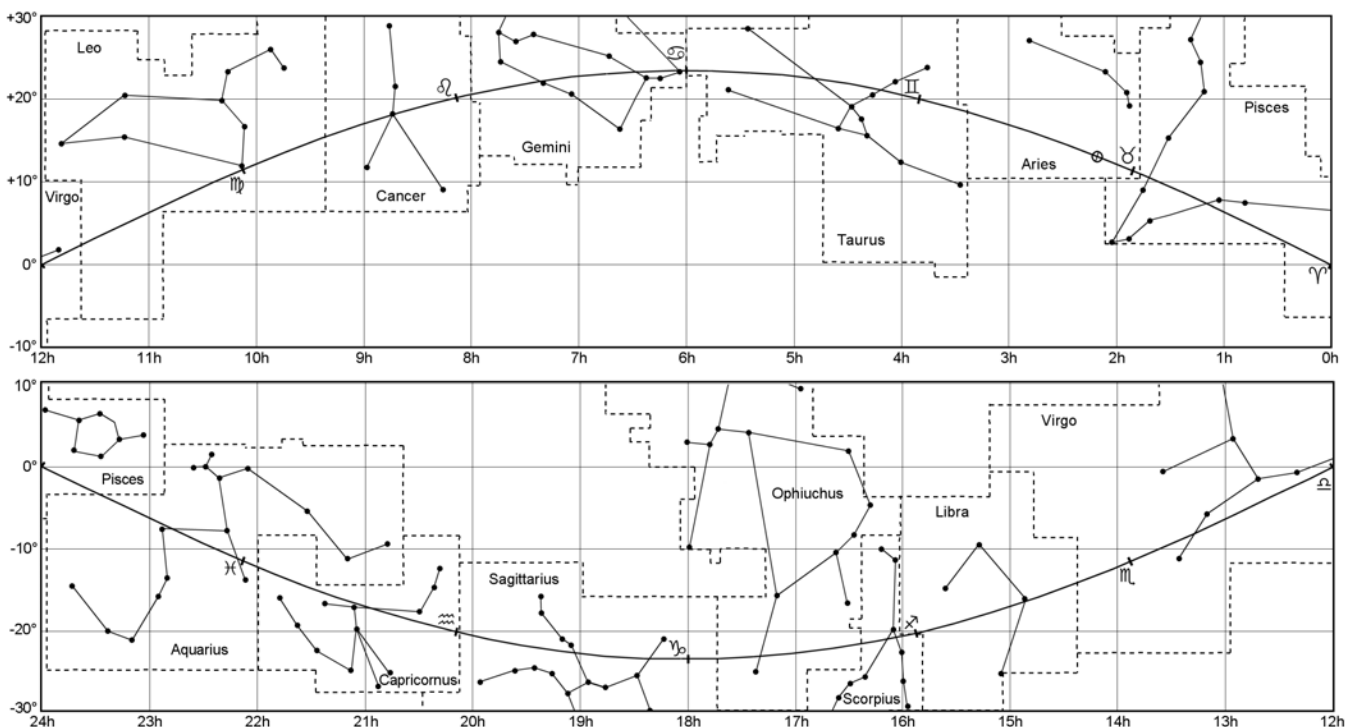 +30°
Leo ♋
Pisces
+20° ♌ ♊
Gemini
Aries ⊕ ♉
+10° ♍
Virgo Cancer
Taurus
0° ♈
-10°
12h 11h 10h 9h 8h 7h 6h 5h 4h 3h 2h 1h 0h
10°
Virgo
0°
Pisces Ophiuchus ♎
Libra
-10°
♓ Sagittarius ♏
-20° ♒ ♐
Aquarius ♑
Capricornus Scorpius
-30°
24h 23h 22h 21h 20h 19h 18h 17h 16h 15h 14h 13h 12h